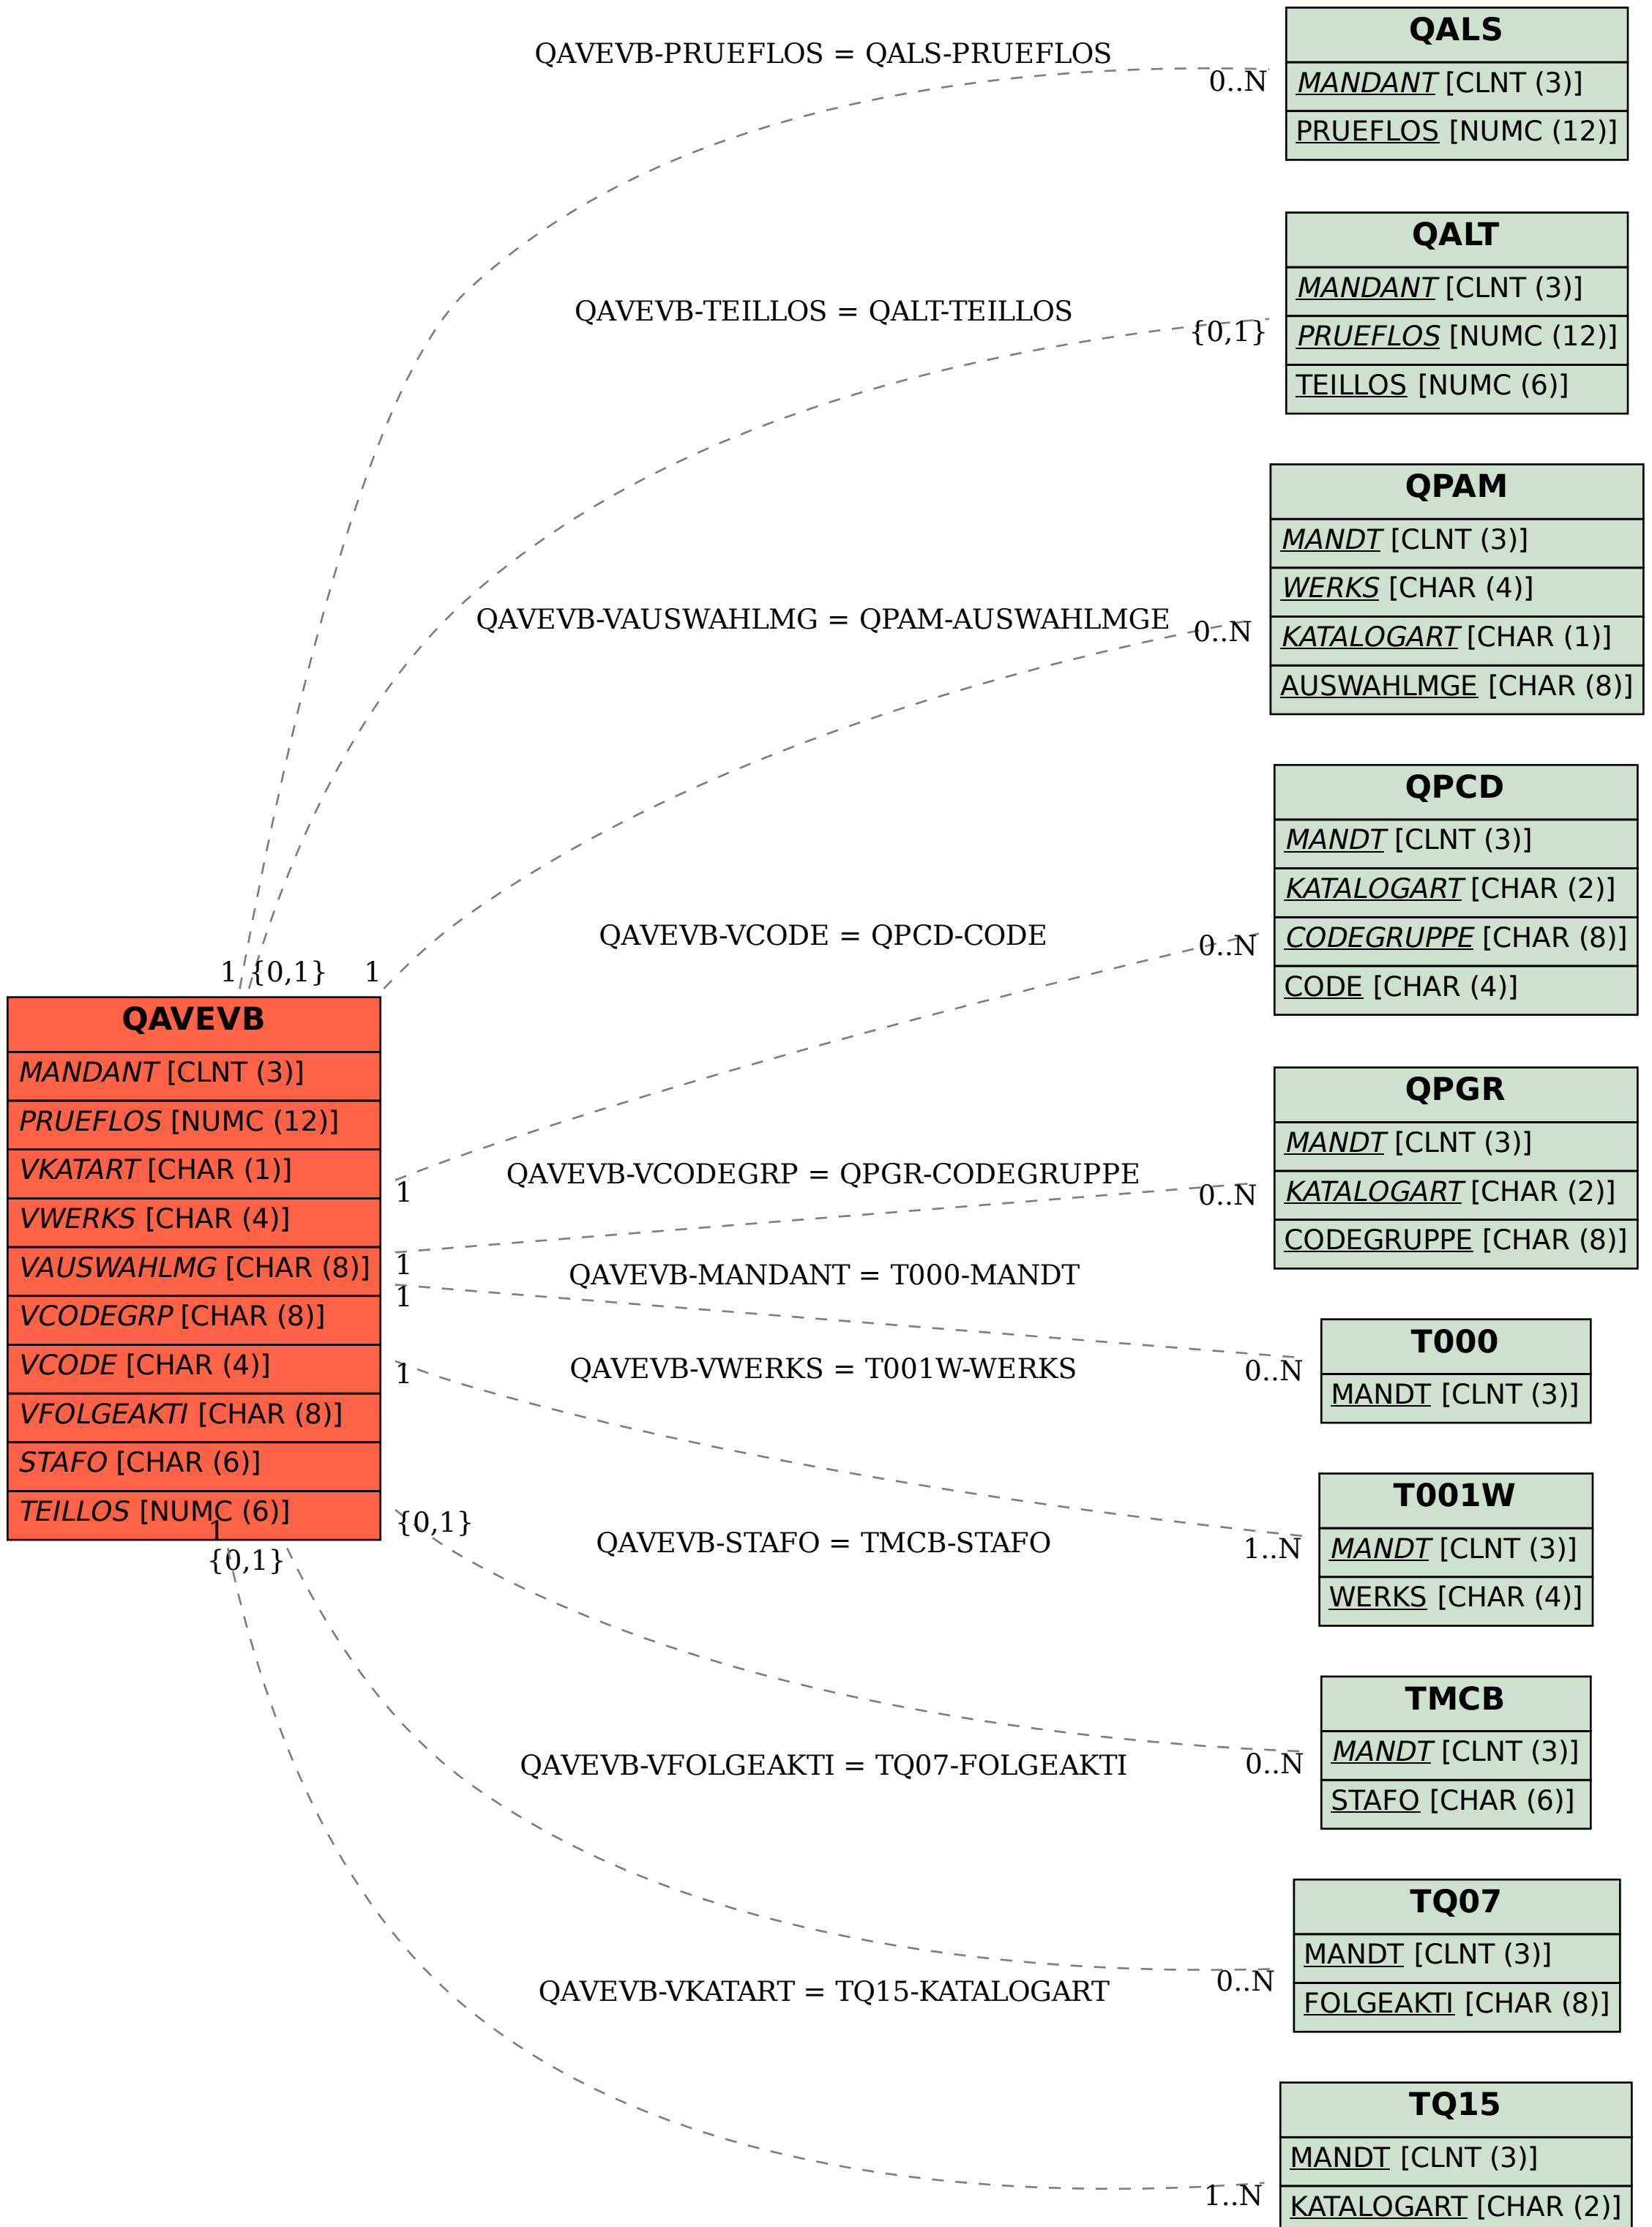 QAVEVB-PRUEFLOS = QALS-PRUEFLOS
0..N
QALS
MANDANT [CLNT (3)]
PRUEFLOS [NUMC (12)]
QAVEVB-TEILLOS = QALT-TEILLOS
{0,1}
QALT
MANDANT [CLNT (3)]
PRUEFLOS [NUMC (12)]
TEILLOS [NUMC (6)]
QAVEVB-VAUSWAHLMG = QPAM-AUSWAHLMGE
0..N
QPAM
MANDT [CLNT (3)]
WERKS [CHAR (4)]
KATALOGART [CHAR (1)]
AUSWAHLMGE [CHAR (8)]
QAVEVB-VCODE = QPCD-CODE
0..N
QPCD
MANDT [CLNT (3)]
KATALOGART [CHAR (2)]
CODEGRUPPE [CHAR (8)]
CODE [CHAR (4)]
1 {0,1} 1
QAVEVB
MANDANT [CLNT (3)]
PRUEFLOS [NUMC (12)]
VKATART [CHAR (1)]
VWERKS [CHAR (4)]
VAUSWAHLMG [CHAR (8)]
VCODEGRP [CHAR (8)]
VCODE [CHAR (4)]
VFOLGEAKTI [CHAR (8)]
STAFO [CHAR (6)]
TEILLOS [NUMC (6)]
1
{0,1}
1
1
1
1
{0,1}
QAVEVB-VCODEGRP = QPGR-CODEGRUPPE
0..N
QPGR
MANDT [CLNT (3)]
KATALOGART [CHAR (2)]
CODEGRUPPE [CHAR (8)]
QAVEVB-MANDANT = T000-MANDT
0..N
T000
MANDT [CLNT (3)]
QAVEVB-VWERKS = T001W-WERKS
1..N
T001W
MANDT [CLNT (3)]
WERKS [CHAR (4)]
QAVEVB-STAFO = TMCB-STAFO
0..N
TMCB
MANDT [CLNT (3)]
STAFO [CHAR (6)]
QAVEVB-VFOLGEAKTI = TQ07-FOLGEAKTI
0..N
TQ07
MANDT [CLNT (3)]
FOLGEAKTI [CHAR (8)]
QAVEVB-VKATART = TQ15-KATALOGART
1..N
TQ15
MANDT [CLNT (3)]
KATALOGART [CHAR (2)]